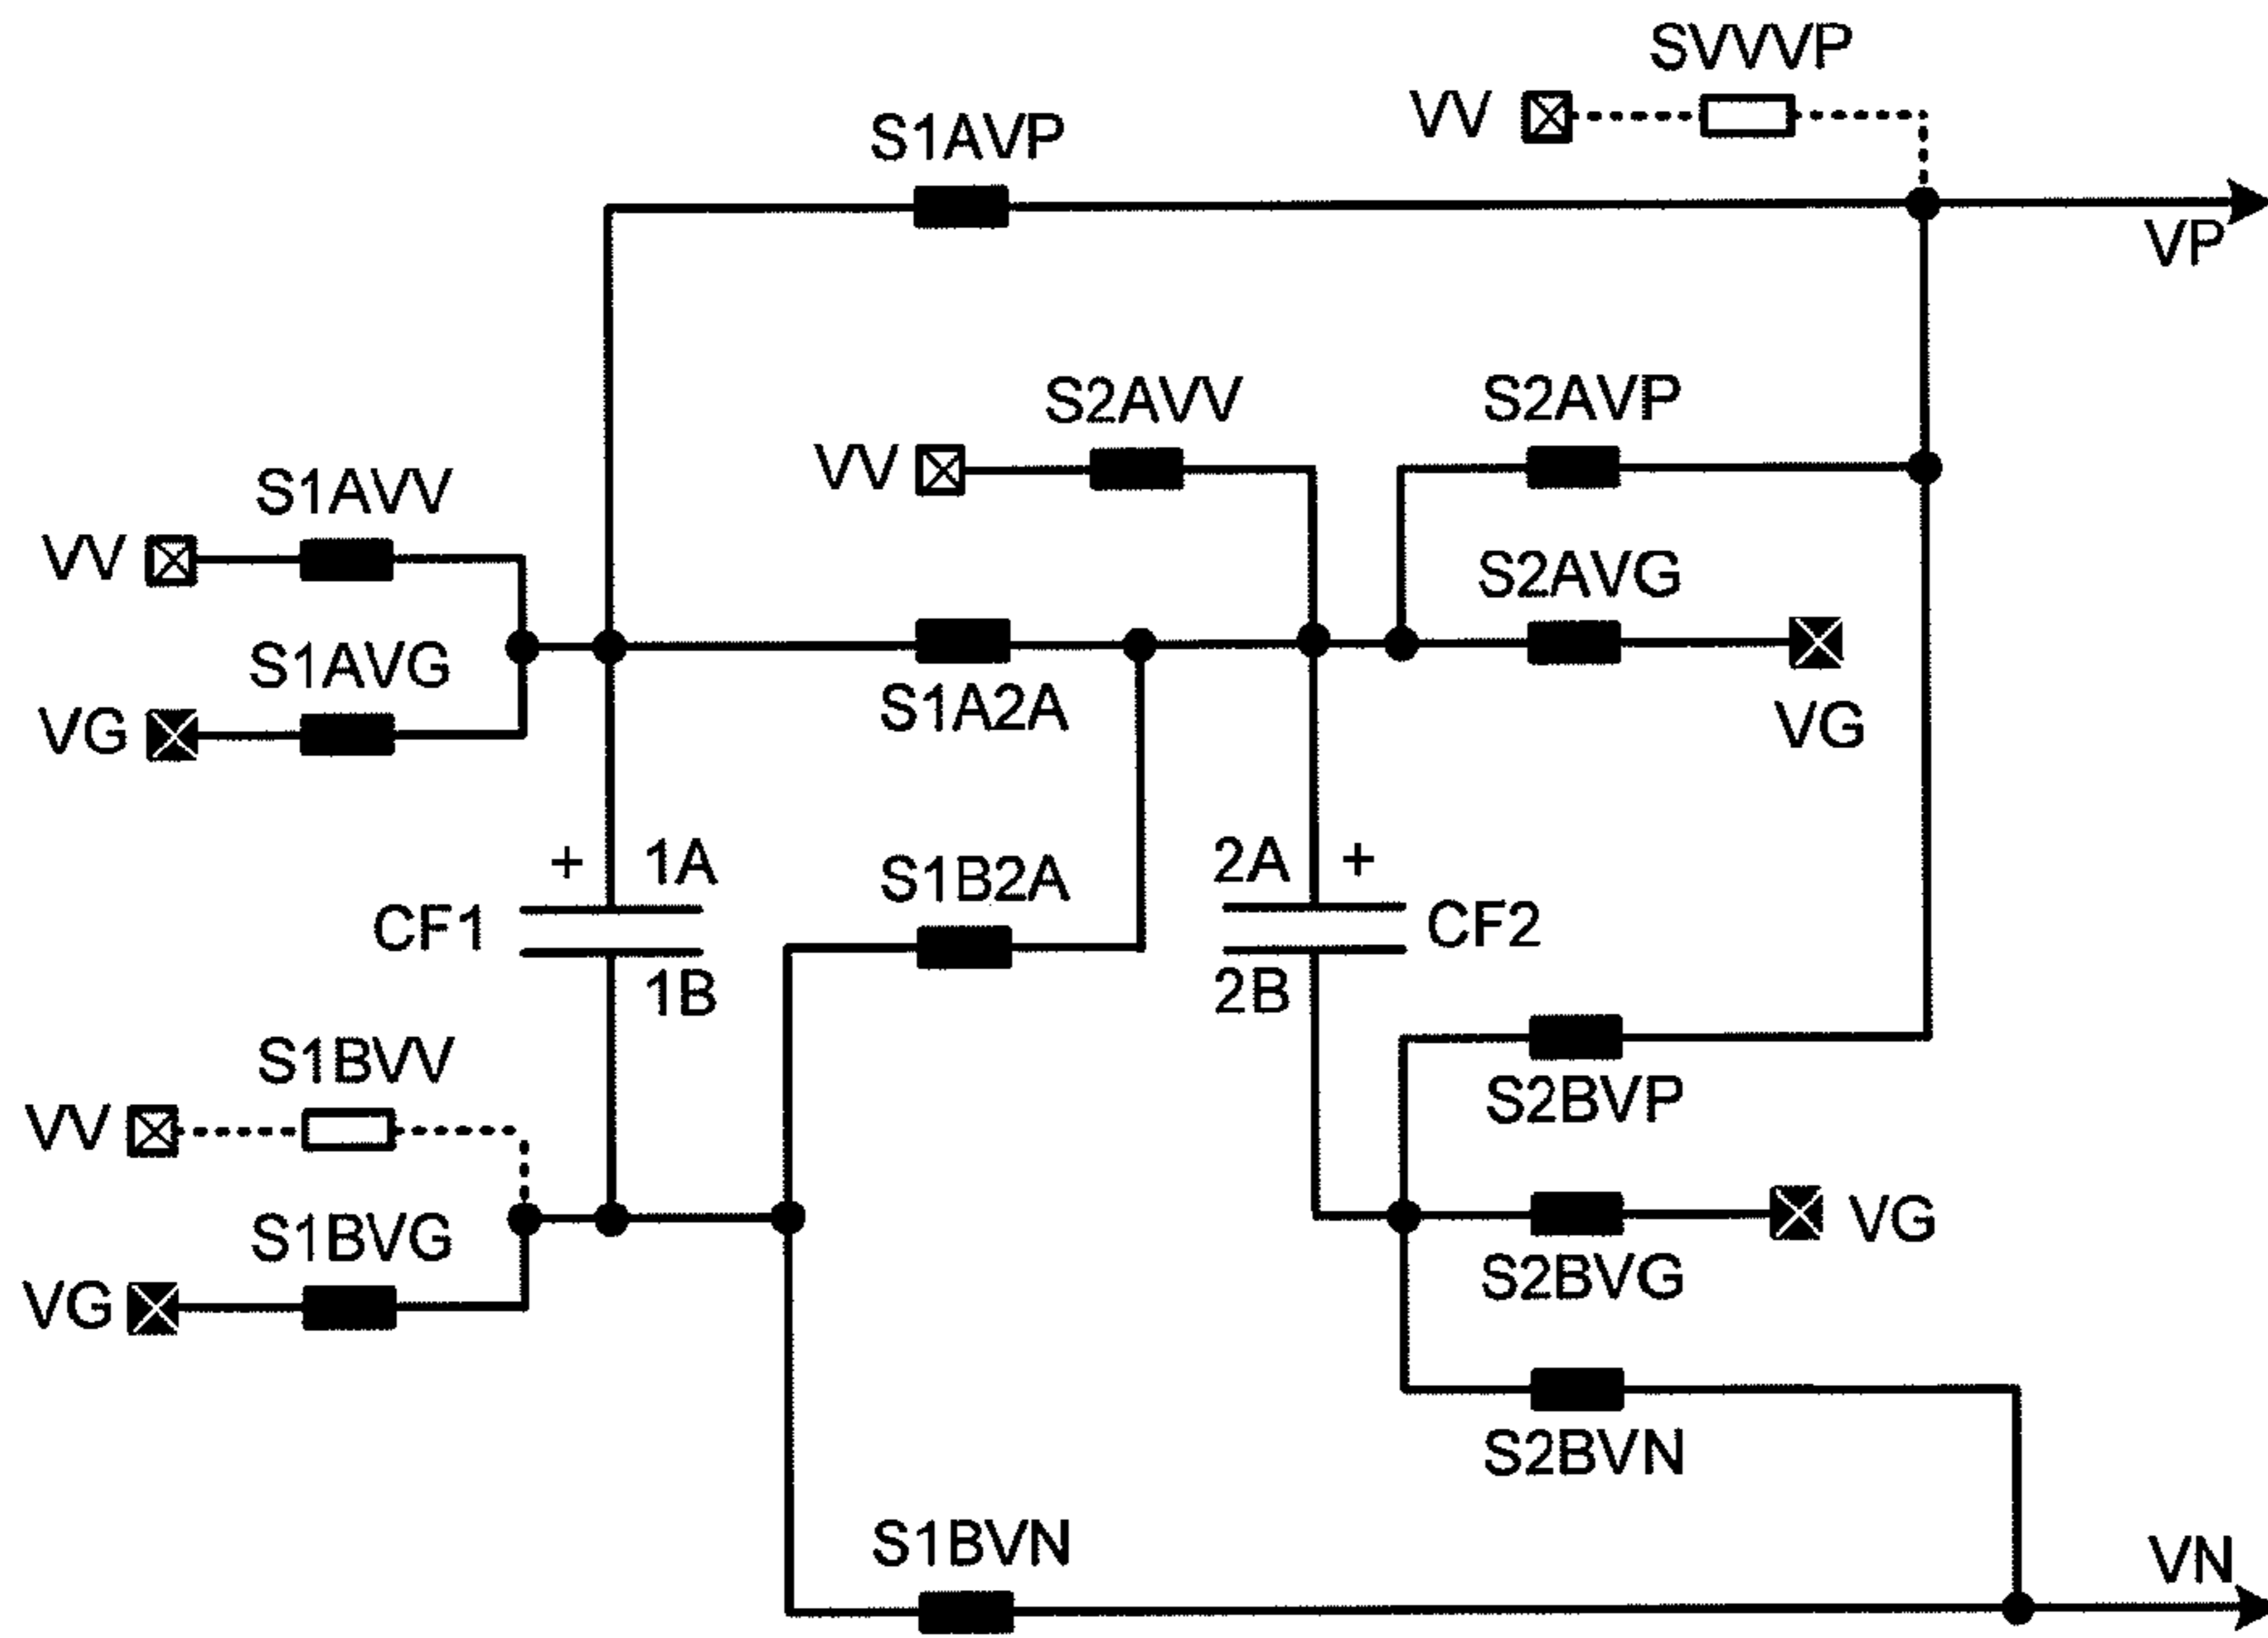 SVVVP
VV
S1AVP
VP
S2AVV
S2AVP
VV
S1AVV
VV
S2AVG
S1AVG
VG
S1A2A
VG
+ 1A
2A +
S1B2A
CF1
CF2
1B
2B
S1BVV
VV
S2BVP
S1BVG
VG
S2BVG
VG
S2BVN
S1BVN
VN